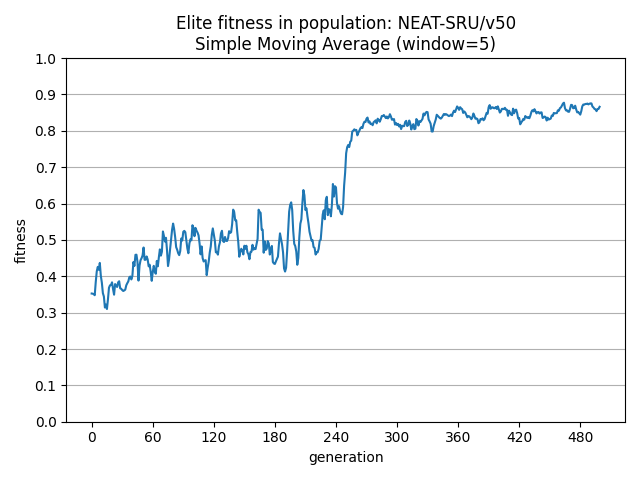 Elite fitness in population: NEAT-SRU/v50
Simple Moving Average (window=5)
1.0
0.9
0.8
0.7
0.6
0.5
0.4
0.3
0.2
0.1
0.0
fitness
0 60 120 180 240 300 360 420 480
generation